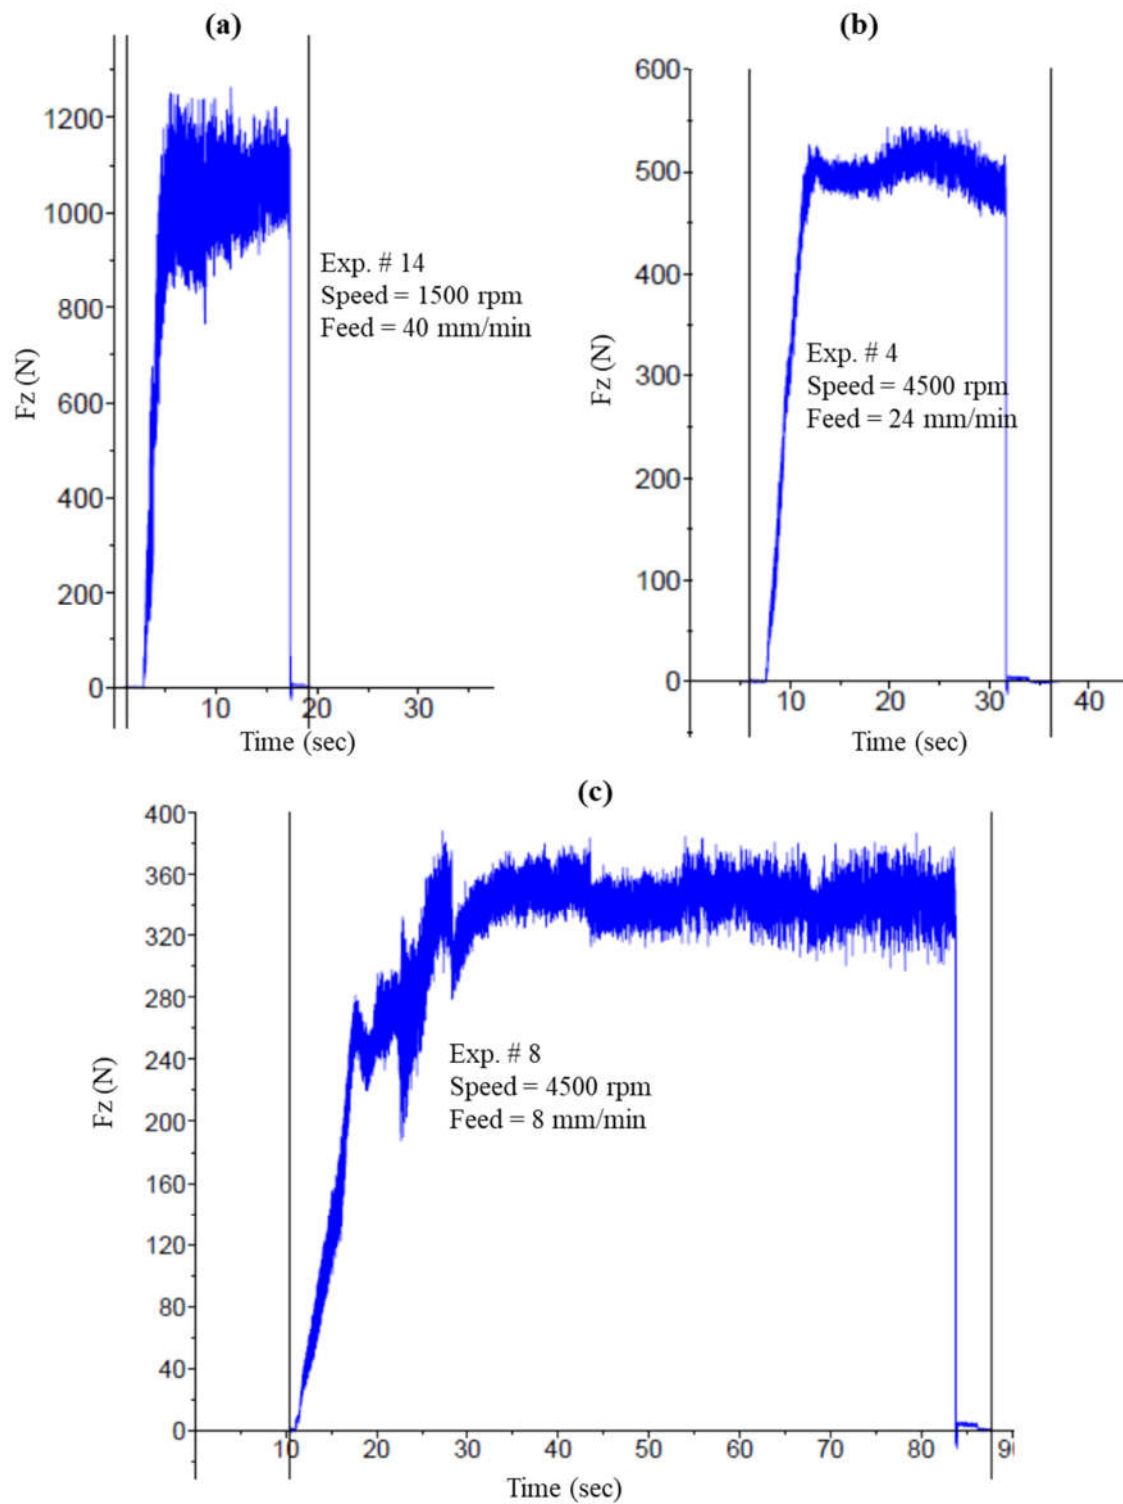 (a)
1200
1000
800
600
400
200
0
10
20
30
Fz (N)
Time (sec)
Exp. # 14
Speed = 1500 rpm
Feed = 40 mm/min
(b)
600
500
400
300
200
100
0
10
20
30
40
Fz (N)
Time (sec)
Exp. # 4
Speed = 4500 rpm
Feed = 24 mm/min
(c)
400
360
320
280
240
200
160
120
80
40
0
10
20
30
40
50
60
70
80
Fz (N)
Time (sec)
Exp. # 8
Speed = 4500 rpm
Feed = 8 mm/min